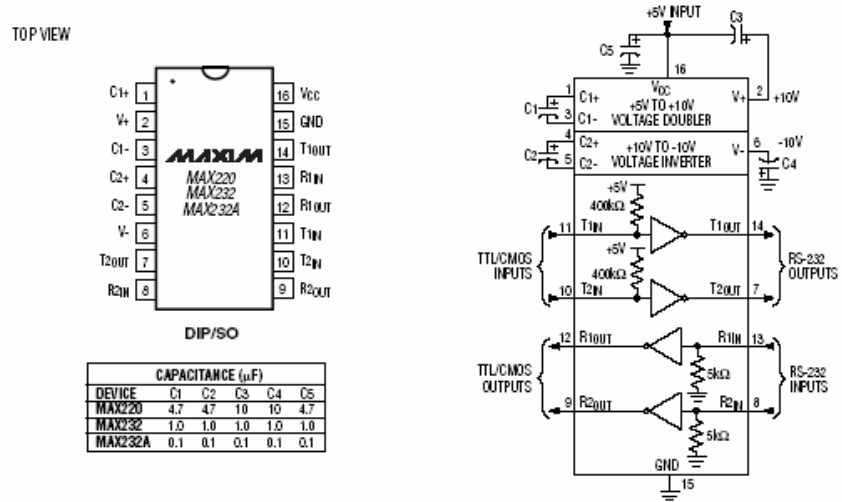 TOP VIEW
C1+ 1
V+ 2
C1- 3
C2+ 4
C2- 5
V- 6
T2OUT 7
R2IN 8
MAXIM
MAX220
MAX232
MAX232A
16 VCC
15 GND
14 T1OUT
13 R1IN
12 R1OUT
11 T1IN
10 T2IN
9 R2OUT
DIP/SO
CAPACITANCE (μF)
DEVICE C1 C2 C3 C4 C5
MAX220 4.7 4.7 10 10 4.7
MAX232 1.0 1.0 1.0 1.0 1.0
MAX232A 0.1 0.1 0.1 0.1 0.1
+5V INPUT
C3
C5
16
VCC
1 C1+
C1
3 C1-
+5V TO +10V
VOLTAGE DOUBLER
V+ 2 +10V
4 C2+
C2
5 C2-
+10V TO -10V
VOLTAGE INVERTER
V- 6 -10V
C4
+5V
400kΩ
11 T1IN
T1OUT 14
+5V
400kΩ
TTL/CMOS
INPUTS
RS-232
OUTPUTS
10 T2IN
T2OUT 7
12 R1OUT
R1IN 13
5kΩ
TTL/CMOS
OUTPUTS
RS-232
INPUTS
9 R2OUT
R2IN 8
5kΩ
GND
15